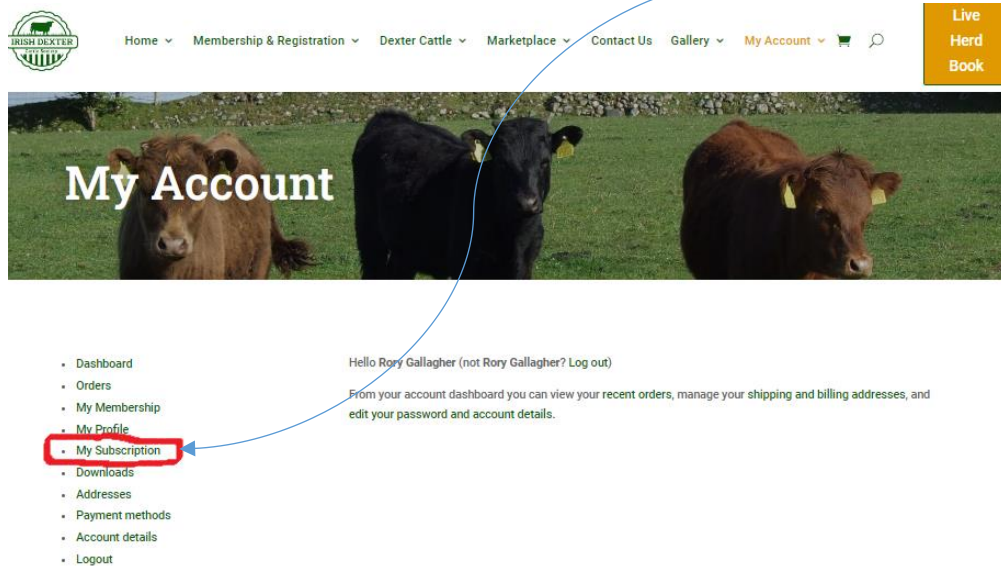 IRISH DEXTER
Cattle Society
Home
Membership & Registration
Dexter Cattle
Marketplace
Contact Us
Gallery
My Account
Live
Herd
Book
My Account
Dashboard
Orders
My Membership
My Profile
My Subscription
Downloads
Addresses
Payment methods
Account details
Logout
Hello Rory Gallagher (not Rory Gallagher? Log out)
From your account dashboard you can view your recent orders, manage your shipping and billing addresses, and
edit your password and account details.